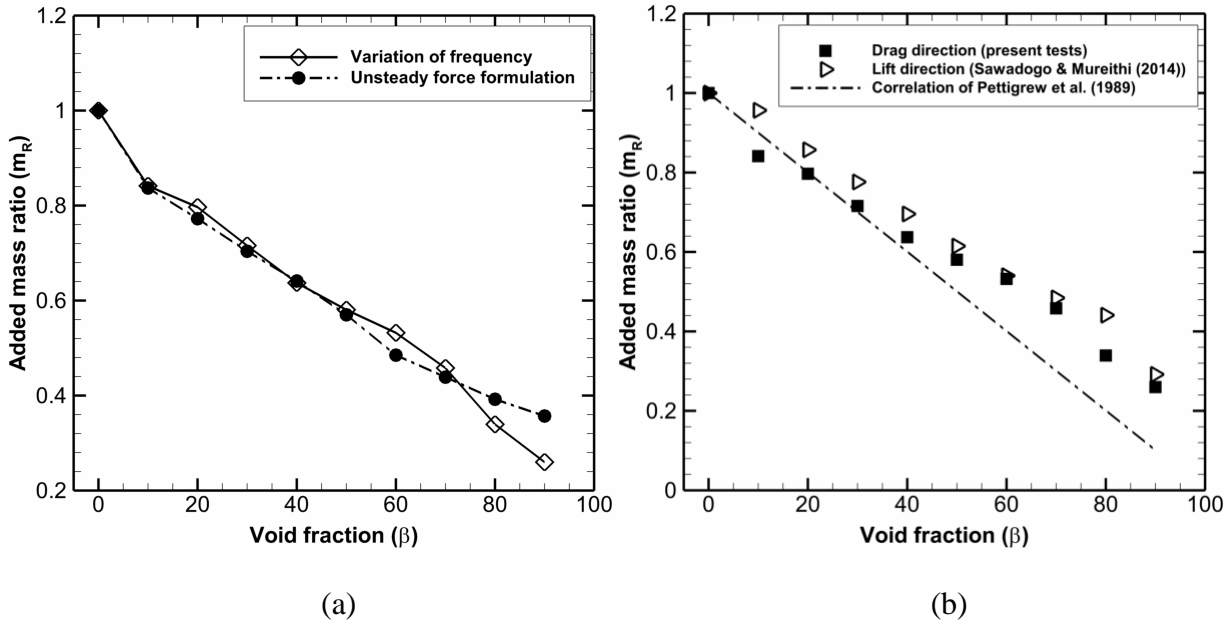 1.2
1
0.8
0.6
0.4
0.2
0 20 40 60 80 100
Added mass ratio (mR)
Void fraction (β)
Variation of frequency
Unsteady force formulation
(a)
1.2
1
0.8
0.6
0.4
0.2
0
0 20 40 60 80 100
Added mass ratio (mR)
Void fraction (β)
Drag direction (present tests)
Lift direction (Sawadogo & Mureithi (2014))
Correlation of Pettigrew et al. (1989)
(b)